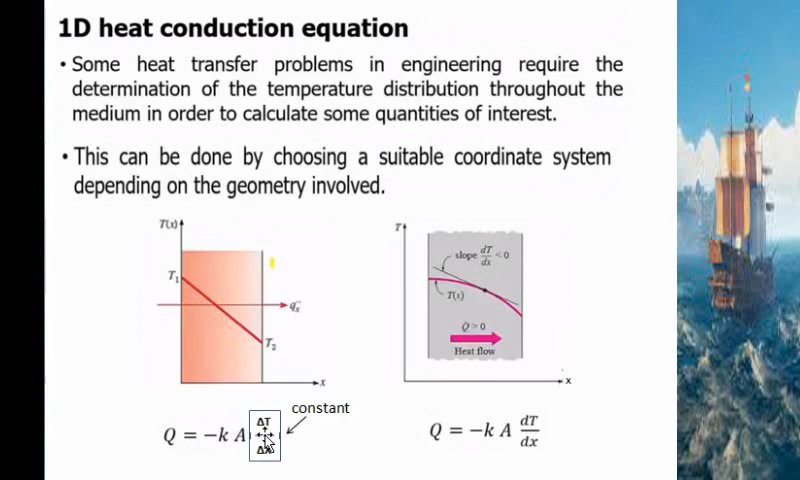 1D heat conduction equation
• Some heat transfer problems in engineering require the
determination of the temperature distribution throughout the
medium in order to calculate some quantities of interest.
• This can be done by choosing a suitable coordinate system
depending on the geometry involved.
T(x)
T₁
T₂
qₓ″
x
T
slope dT/dx < 0
T(x)
Q > 0
Heat flow
x
constant
Q = −k A ΔT/Δx
Q = −k A dT/dx